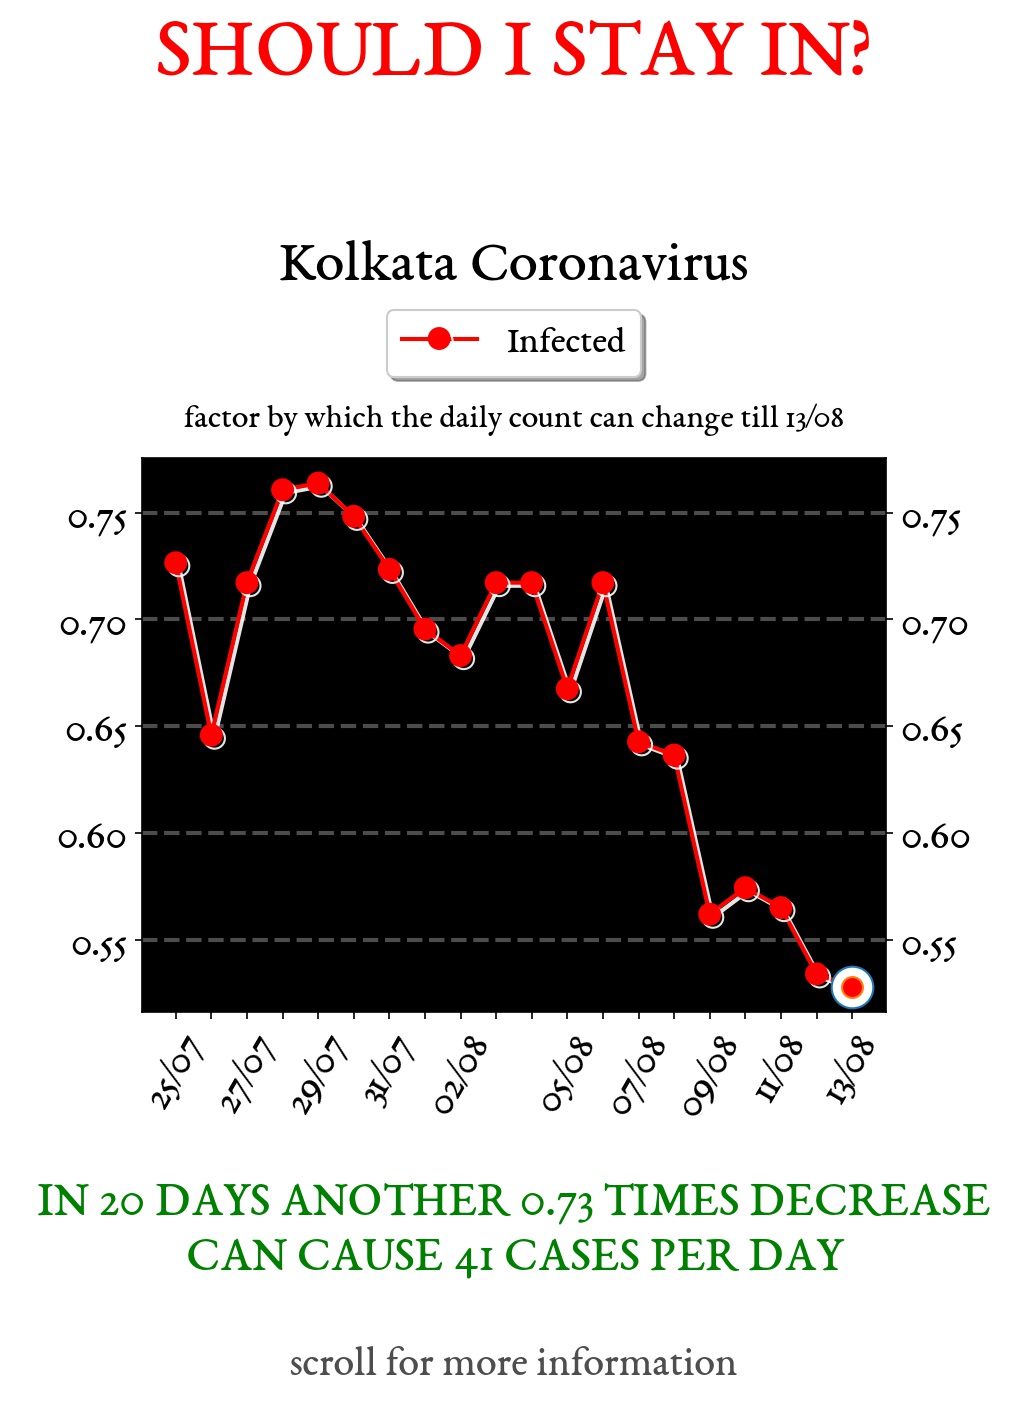 SHOULD I STAY IN?
Kolkata Coronavirus
Infected
factor by which the daily count can change till 13/08
0.75 0.75
0.70 0.70
0.65 0.65
0.60 0.60
0.55 0.55
25/07 27/07 29/07 31/07 02/08 05/08 07/08 09/08 11/08 13/08
IN 20 DAYS ANOTHER 0.73 TIMES DECREASE
CAN CAUSE 41 CASES PER DAY
scroll for more information